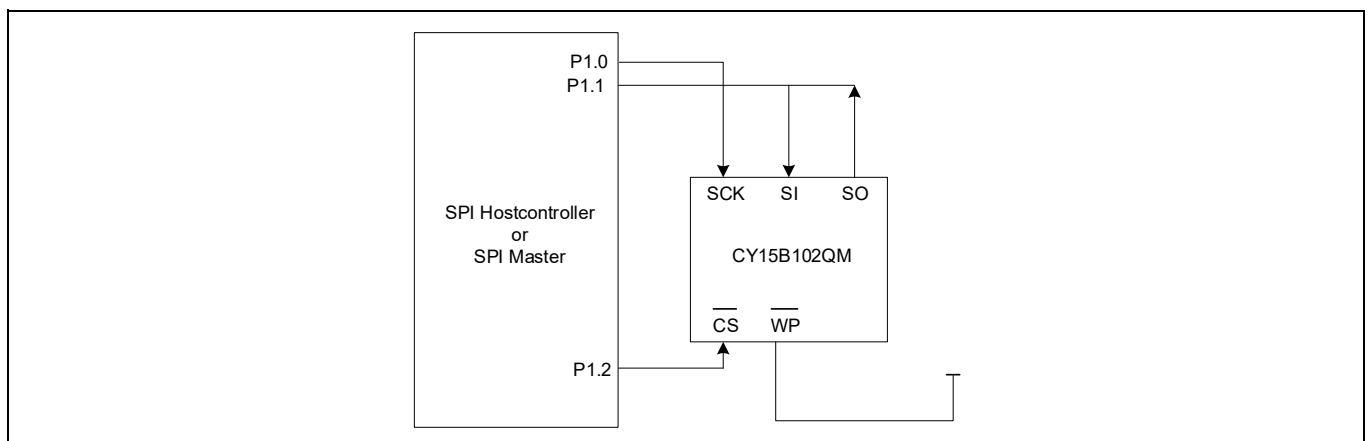 P1.0
P1.1
SCK SI SO
SPI Hostcontroller
or
SPI Master
CY15B102QM
CS WP
P1.2